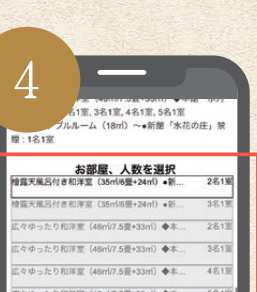 4
1名室, 3名1室, 4名1室, 5名1室
ブルルーム（18㎡）～●新館「水花の庄」禁
煙：1名室
お部屋、人数を選択
檜露天風呂付き和洋室（35㎡/6畳+24㎡）●新... 2名1室
檜露天風呂付き和洋室（35㎡/6畳+24㎡）●新... 3名1室
広々ゆったり和洋室（46㎡/7.5畳+33㎡）◆本... 2名1室
広々ゆったり和洋室（46㎡/7.5畳+33㎡）◆本... 3名1室
広々ゆったり和洋室（46㎡/7.5畳+33㎡）◆本... 4名1室